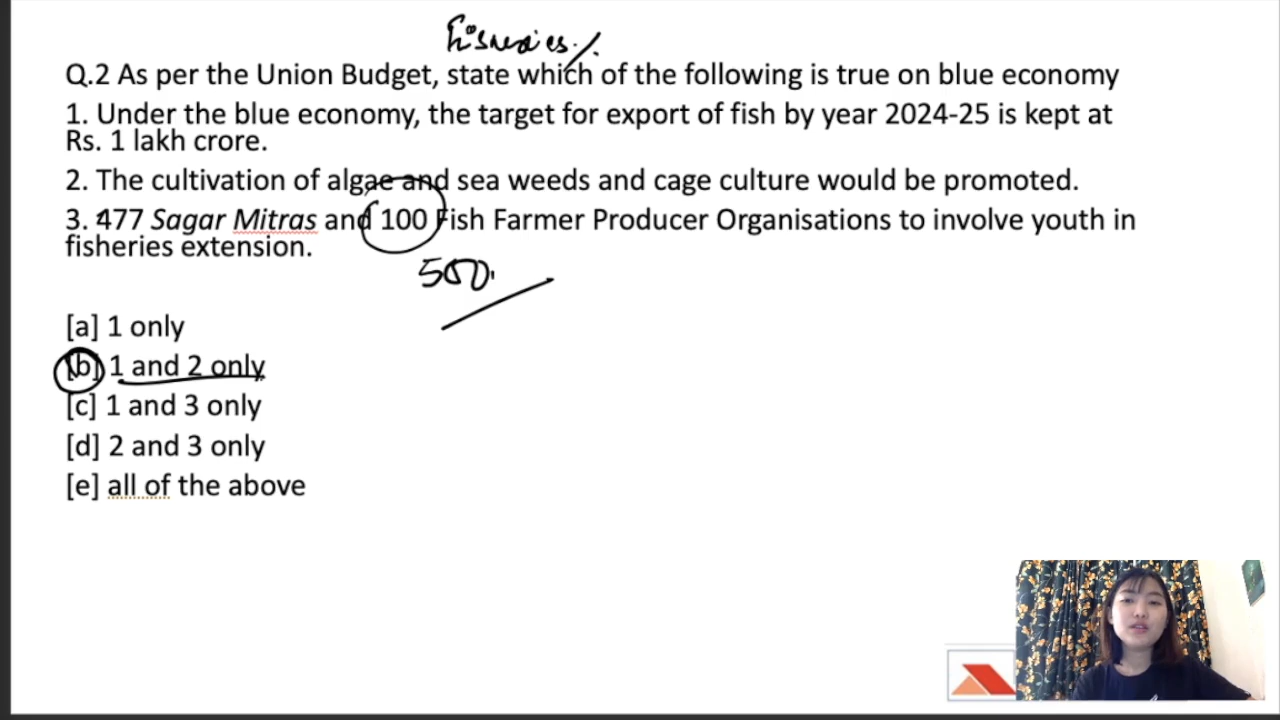 Fisheries
Q.2 As per the Union Budget, state which of the following is true on blue economy
1. Under the blue economy, the target for export of fish by year 2024-25 is kept at
Rs. 1 lakh crore.
2. The cultivation of algae and sea weeds and cage culture would be promoted.
3. 477 Sagar Mitras and 100 Fish Farmer Producer Organisations to involve youth in
fisheries extension.
500
[a] 1 only
[b] 1 and 2 only
[c] 1 and 3 only
[d] 2 and 3 only
[e] all of the above